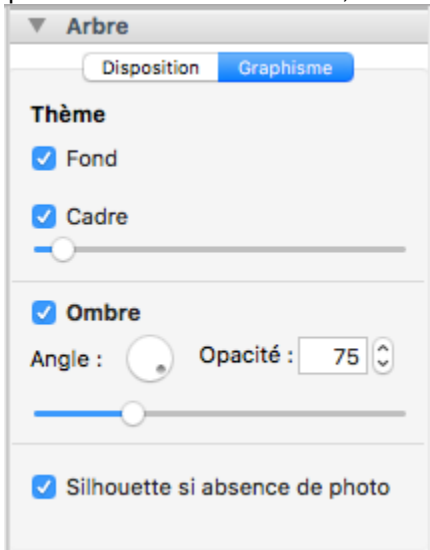 Arbre
Disposition Graphisme
Thème
Fond
Cadre
Ombre
Angle : Opacité : 75
Silhouette si absence de photo